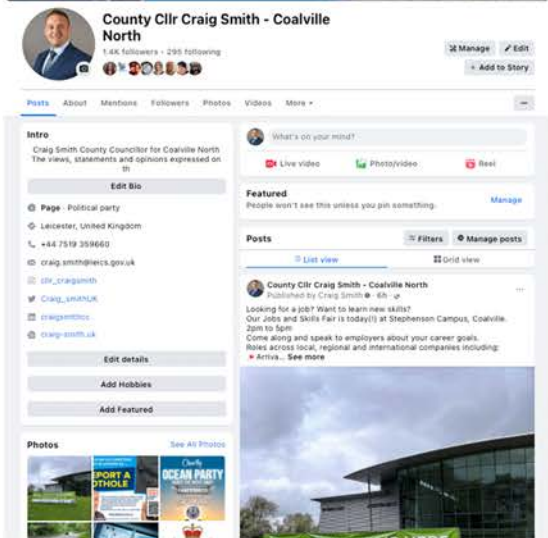 County Cllr Craig Smith - Coalville
North
1.4K followers • 295 following
Manage
Edit
+ Add to Story
Posts
About
Mentions
Followers
Photos
Videos
More
Intro
Craig Smith County Councillor for Coalville North
The views, statements and opinions expressed on
th
Edit Bio
Page · Political party
Leicester, United Kingdom
+44 7519 359660
craig.smith@leics.gov.uk
cllr_craigsmith
Craig_smithUK
craigsmithcc
craig-smith.uk
Edit details
Add Hobbies
Add Featured
Photos
See All Photos
REPORT A
POTHOLE
Charity
OCEAN PARTY
What's on your mind?
Live video
Photo/video
Reel
Featured
People won't see this unless you pin something.
Manage
Posts
Filters
Manage posts
List view
Grid view
County Cllr Craig Smith - Coalville North
Published by Craig Smith · 6h ·
Looking for a job? Want to learn new skills?
Our Jobs and Skills Fair is today(!) at Stephenson Campus, Coalville.
2pm to 5pm
Come along and speak to employers about your career goals.
Roles across local, regional and international companies including:
Arriva... See more